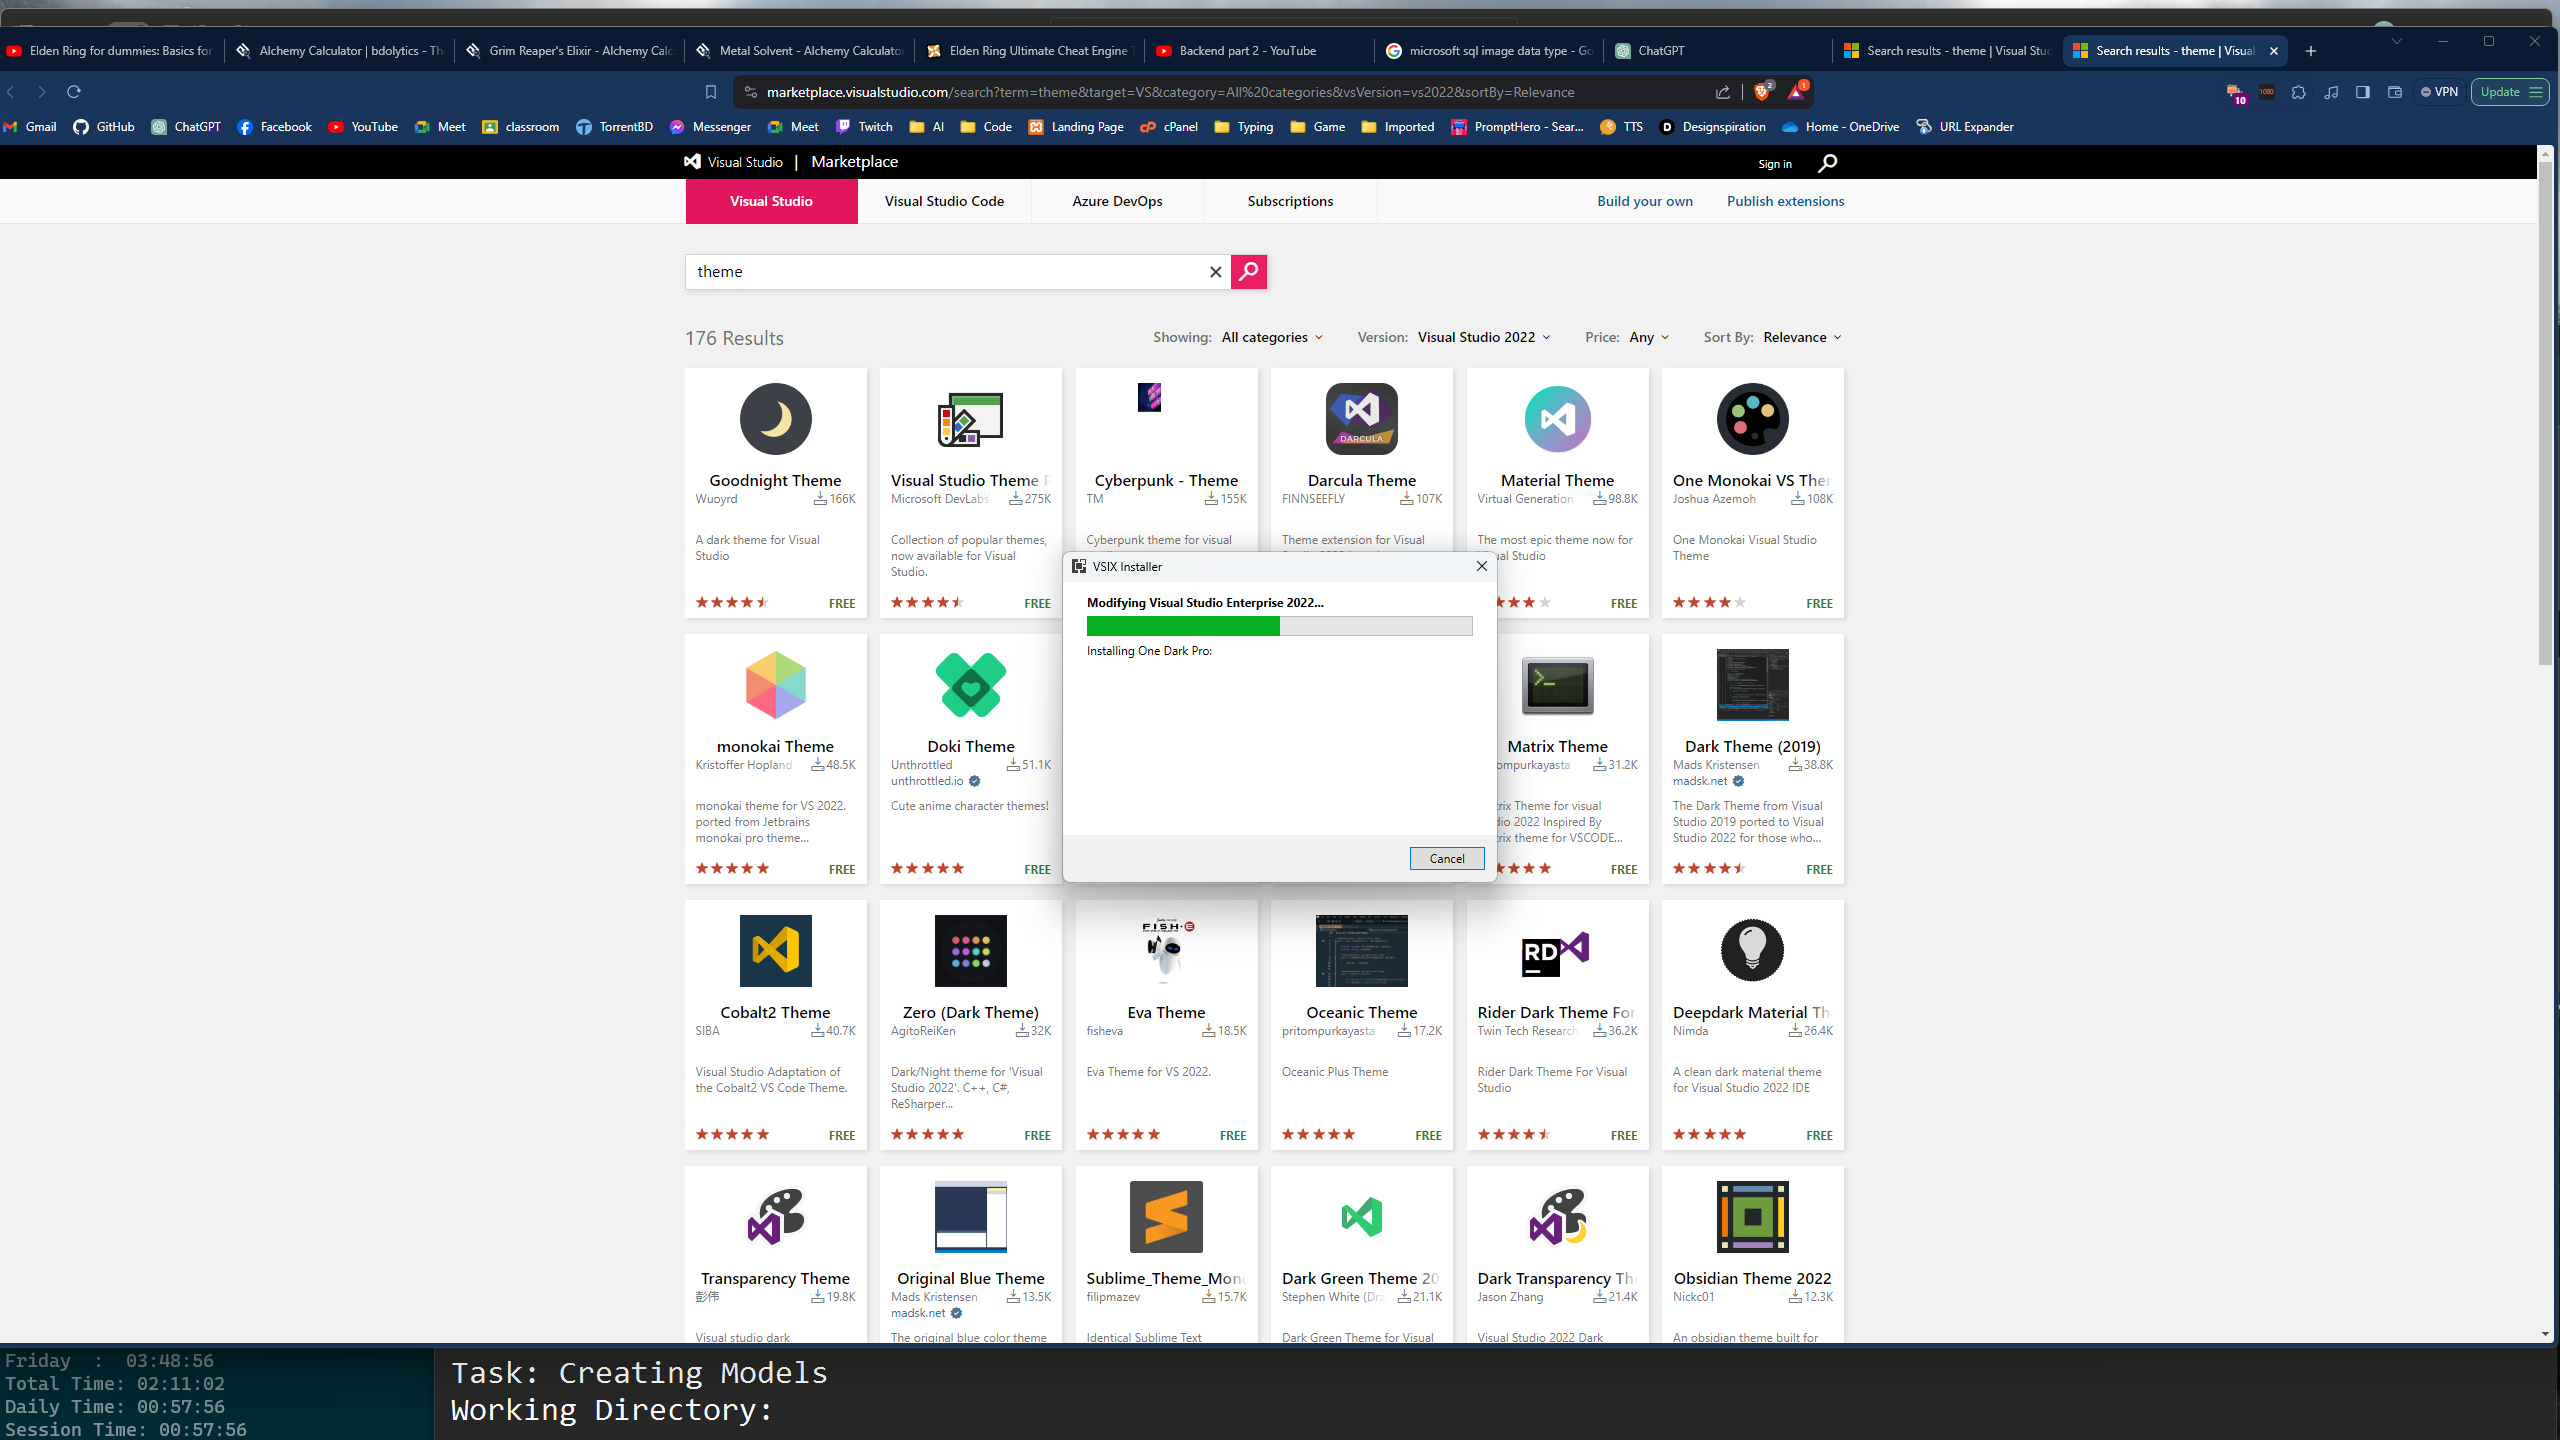 Elden Ring for dummies: Basics for
Alchemy Calculator | bdolytics - Th
Grim Reaper's Elixir - Alchemy Calc
Metal Solvent - Alchemy Calculator
Elden Ring Ultimate Cheat Engine T
Backend part 2 - YouTube
microsoft sql image data type - Go
ChatGPT
Search results - theme | Visual Stud
Search results - theme | Visual
marketplace.visualstudio.com/search?term=theme&target=VS&category=All%20categories&vsVersion=vs2022&sortBy=Relevance
2
1
10
1080
VPN
Update
Gmail
GitHub
ChatGPT
Facebook
YouTube
Meet
classroom
TorrentBD
Messenger
Meet
Twitch
AI
Code
Landing Page
cPanel
Typing
Game
Imported
PromptHero - Sear...
TTS
Designspiration
Home - OneDrive
URL Expander
Visual Studio | Marketplace
Sign in
Visual Studio
Visual Studio Code
Azure DevOps
Subscriptions
Build your own
Publish extensions
theme
176 Results
Showing: All categories
Version: Visual Studio 2022
Price: Any
Sort By: Relevance
Goodnight Theme
Wuoyrd 166K
A dark theme for Visual
Studio
FREE
Visual Studio Theme P
Microsoft DevLabs 275K
Collection of popular themes,
now available for Visual
Studio.
FREE
Cyberpunk - Theme
TM 155K
Cyberpunk theme for visual
DARCULA
Darcula Theme
FINNSEEFLY 107K
Theme extension for Visual
Material Theme
Virtual Generation 98.8K
The most epic theme now for
ual Studio
FREE
One Monokai VS Ther
Joshua Azemoh 108K
One Monokai Visual Studio
Theme
FREE
VSIX Installer
Modifying Visual Studio Enterprise 2022...
Installing One Dark Pro:
Cancel
monokai Theme
Kristoffer Hopland 48.5K
monokai theme for VS 2022.
ported from Jetbrains
monokai pro theme...
FREE
Doki Theme
Unthrottled 51.1K
unthrottled.io
Cute anime character themes!
FREE
Matrix Theme
ompurkayasta 31.2K
trix Theme for visual
dio 2022 Inspired By
trix theme for VSCODE...
FREE
Dark Theme (2019)
Mads Kristensen 38.8K
madsk.net
The Dark Theme from Visual
Studio 2019 ported to Visual
Studio 2022 for those who...
FREE
Cobalt2 Theme
SIBA 40.7K
Visual Studio Adaptation of
the Cobalt2 VS Code Theme.
FREE
Zero (Dark Theme)
AgitoReiKen 32K
Dark/Night theme for 'Visual
Studio 2022'. C++, C#,
ReSharper...
FREE
FISH·E
Eva Theme
fisheva 18.5K
Eva Theme for VS 2022.
FREE
Oceanic Theme
pritompurkayasta 17.2K
Oceanic Plus Theme
FREE
RD
Rider Dark Theme For
Twin Tech Research 36.2K
Rider Dark Theme For Visual
Studio
FREE
Deepdark Material Th
Nimda 26.4K
A clean dark material theme
for Visual Studio 2022 IDE
FREE
Transparency Theme
彭伟 19.8K
Visual studio dark
Original Blue Theme
Mads Kristensen 13.5K
madsk.net
The original blue color theme
Sublime_Theme_Mono
filipmazev 15.7K
Identical Sublime Text
Dark Green Theme 20
Stephen White (Dra 21.1K
Dark Green Theme for Visual
Dark Transparency Th
Jason Zhang 21.4K
Visual Studio 2022 Dark
Obsidian Theme 2022
Nickc01 12.3K
An obsidian theme built for
Friday : 03:48:56
Total Time: 02:11:02
Daily Time: 00:57:56
Session Time: 00:57:56
Task: Creating Models
Working Directory: